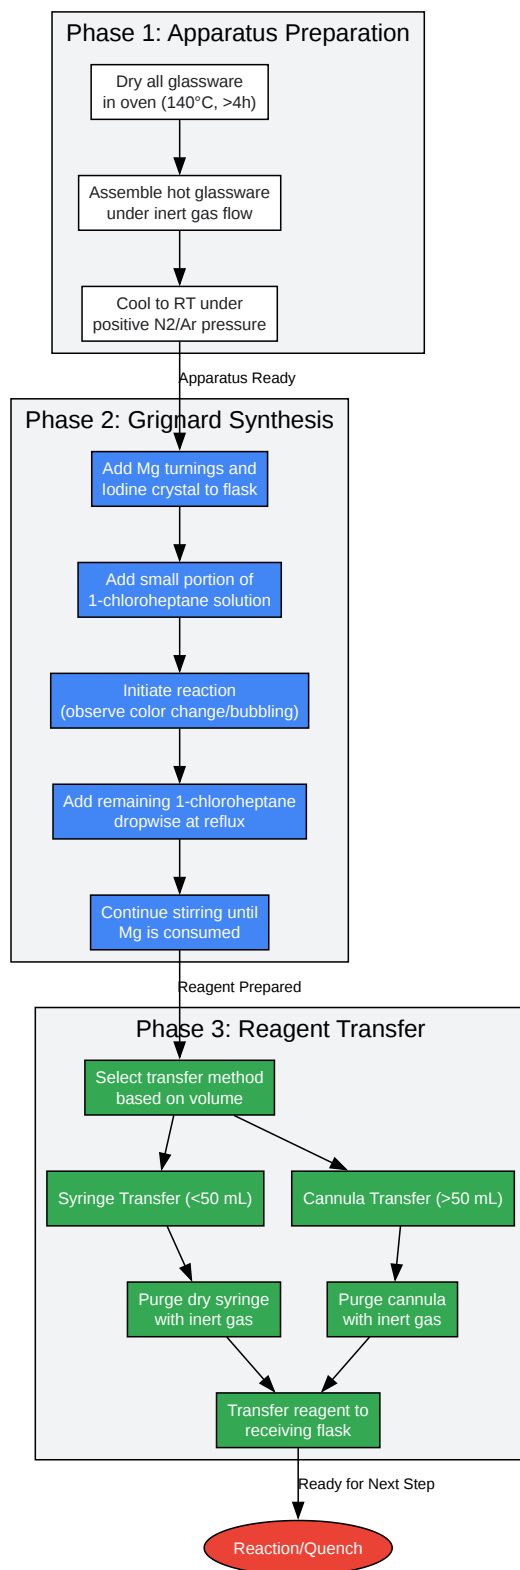 Phase 1: Apparatus Preparation
Dry all glassware
in oven (140°C, >4h)
Assemble hot glassware
under inert gas flow
Cool to RT under
positive N2/Ar pressure
Apparatus Ready
Phase 2: Grignard Synthesis
Add Mg turnings and
Iodine crystal to flask
Add small portion of
1-chloroheptane solution
Initiate reaction
(observe color change/bubbling)
Add remaining 1-chloroheptane
dropwise at reflux
Continue stirring until
Mg is consumed
Reagent Prepared
Phase 3: Reagent Transfer
Select transfer method
based on volume
Syringe Transfer (<50 mL)
Cannula Transfer (>50 mL)
Purge dry syringe
with inert gas
Purge cannula
with inert gas
Transfer reagent to
receiving flask
Ready for Next Step
Reaction/Quench